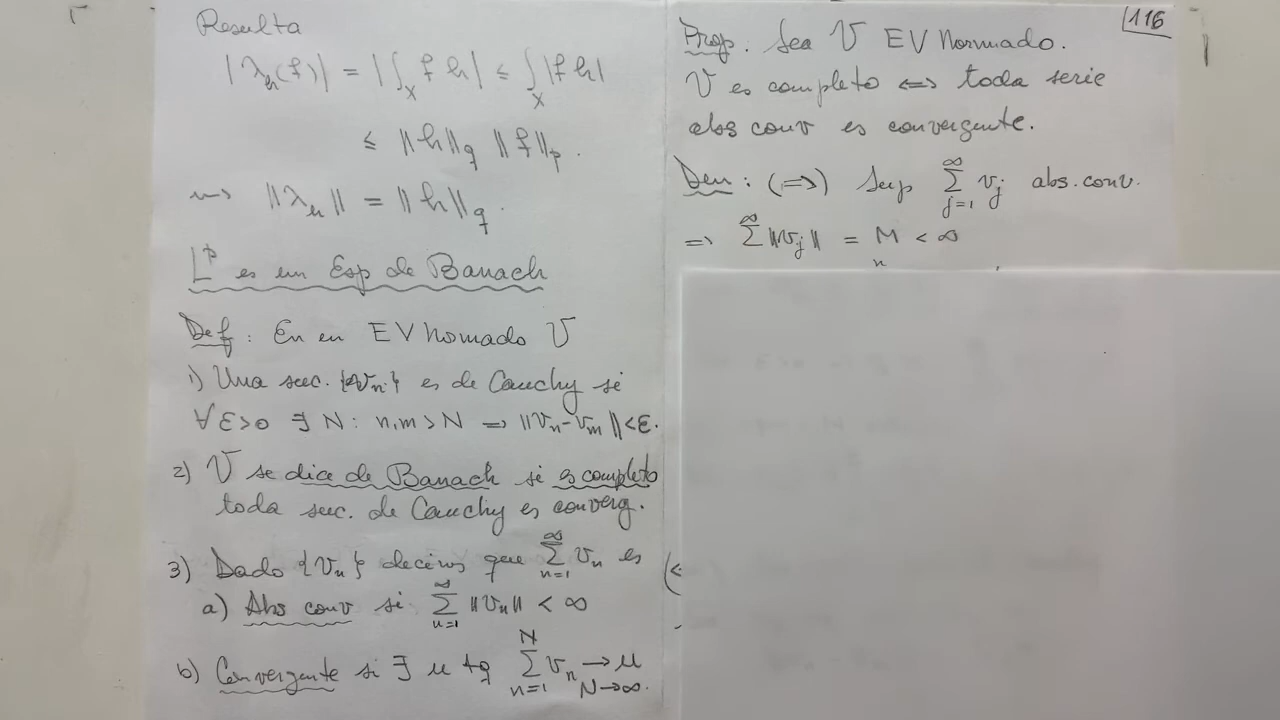 Resulta
|λ_h(f)| = |∫_X f h| ≤ ∫_X |f h|
≤ ‖h‖_q ‖f‖_p .
⇝ ‖λ_h‖ = ‖h‖_q .
L^p es un Esp de Banach
Def : En un EV Normado V
1) Una suc. {v_n} es de Cauchy si
∀ε>0 ∃ N : n,m > N ⇒ ‖v_n - v_m‖ < ε.
2) V se dice de Banach si es completo
toda suc. de Cauchy es converg.
3) Dado {v_n} decimos que ∑_{n=1}^∞ v_n es
a) Abs conv si ∑_{n=1}^∞ ‖v_n‖ < ∞
b) Convergente si ∃ u tq ∑_{n=1}^N v_n → u
N→∞.
116
Prop. Sea V EV Normado.
V es completo ⟺ toda serie
abs conv es convergente.
Dem : (⇒) Sup ∑_{j=1}^∞ v_j abs. conv.
⇒ ∑^∞ ‖v_j‖ = M < ∞
n
(<